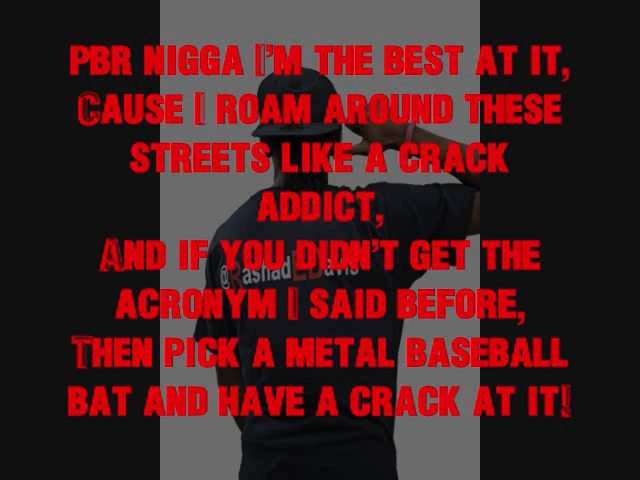 PBR NIGGA I'M THE BEST AT IT,
CAUSE I ROAM AROUND THESE
STREETS LIKE A CRACK
ADDICT,
AND IF YOU DIDN'T GET THE
@RashadEDavis
ACRONYM I SAID BEFORE,
THEN PICK A METAL BASEBALL
BAT AND HAVE A CRACK AT IT!